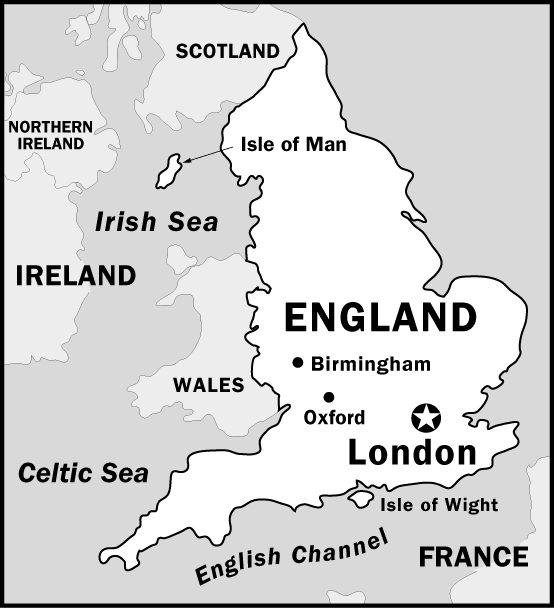 SCOTLAND
NORTHERN
IRELAND
Isle of Man
Irish Sea
IRELAND
ENGLAND
Birmingham
WALES
Oxford
London
Celtic Sea
Isle of Wight
English Channel
FRANCE